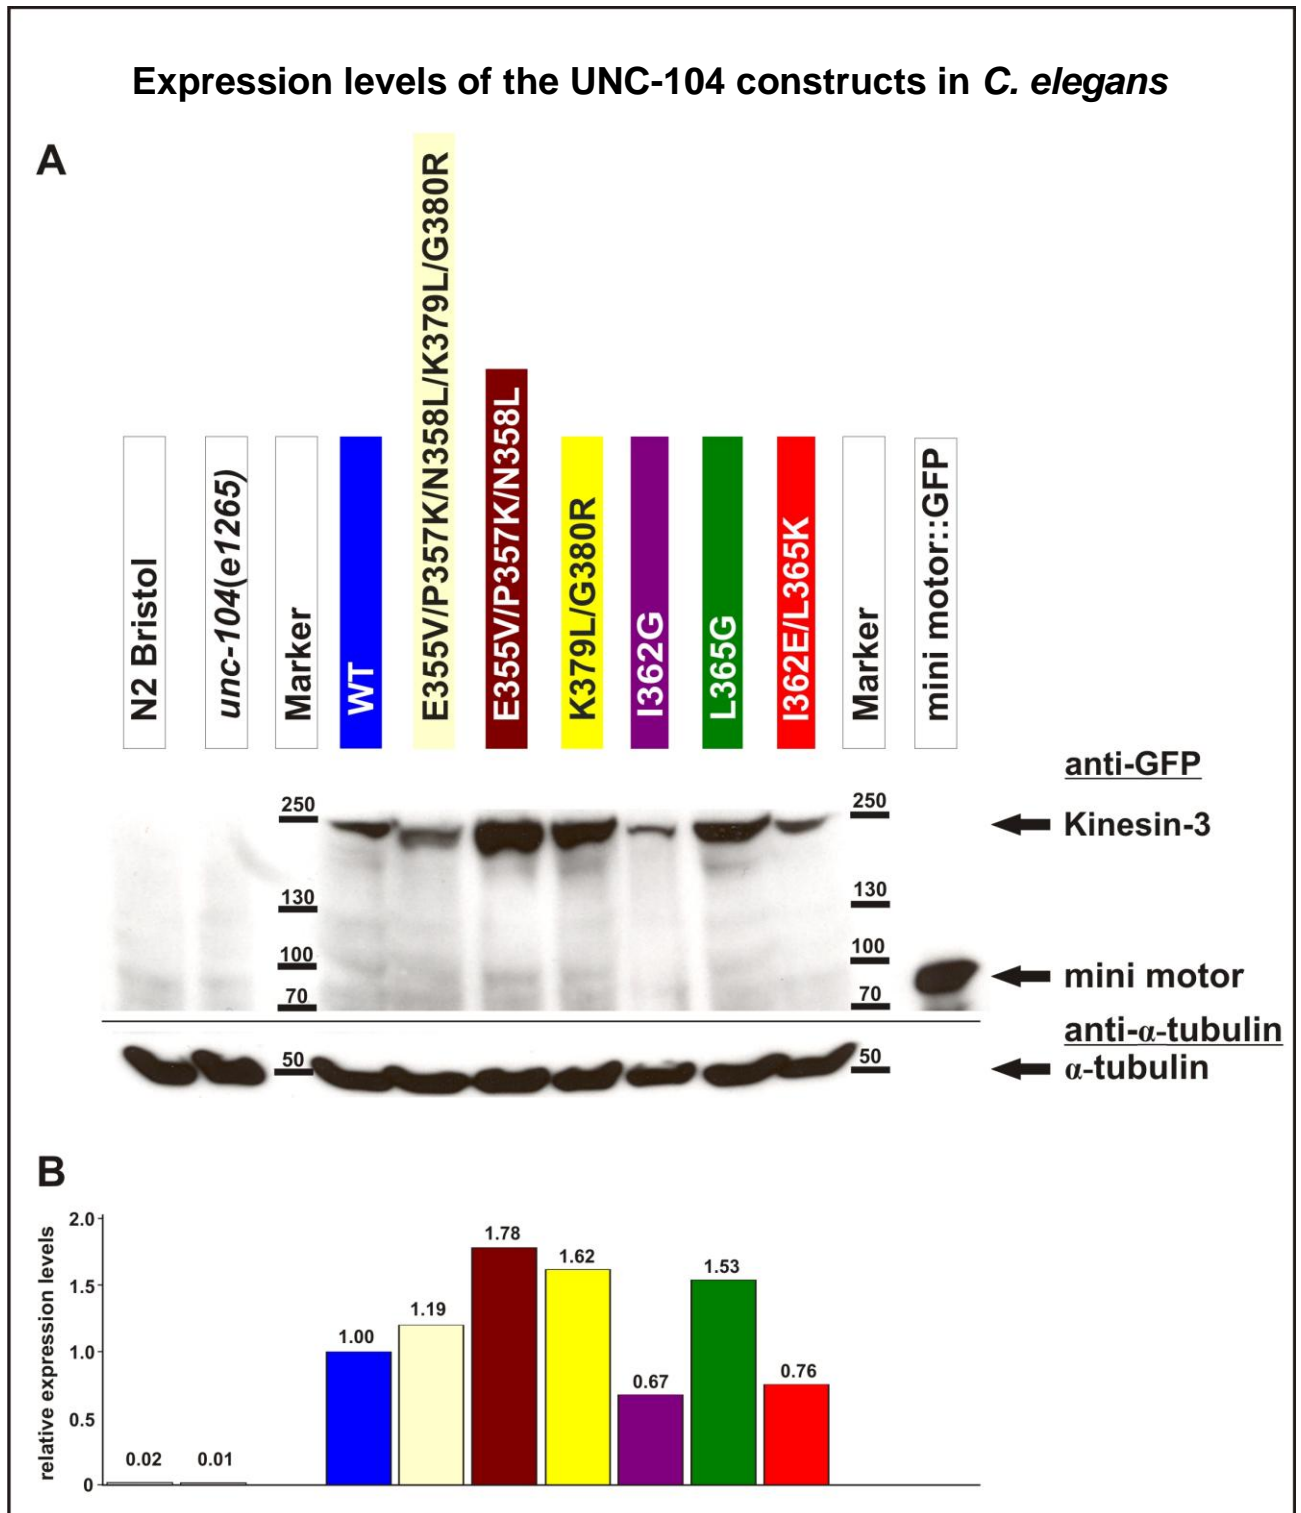 Expression levels of the UNC-104 constructs in C. elegans
A
N2 Bristol
unc-104(e1265)
Marker
WT
E355V/P357K/N358L/K379L/G380R
E355V/P357K/N358L
K379L/G380R
I362G
L365G
I362E/L365K
Marker
mini motor::GFP
anti-GFP
250
250
Kinesin-3
130
130
100
100
mini motor
70
70
anti-α-tubulin
50
50
α-tubulin
B
relative expression levels
2.0
1.5
1.0
0.5
0
0.02
0.01
1.00
1.19
1.78
1.62
0.67
1.53
0.76